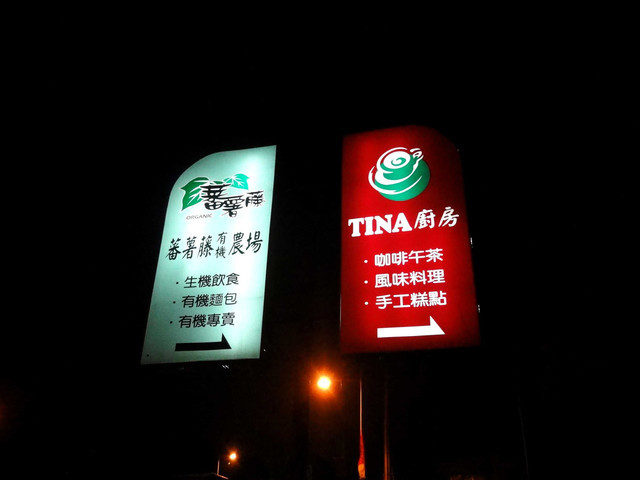 蕃薯藤
ORGANIC
蕃薯藤有機農場
·生機飲食
·有機麵包
·有機專賣
TINA廚房
·咖啡午茶
·風味料理
·手工糕點